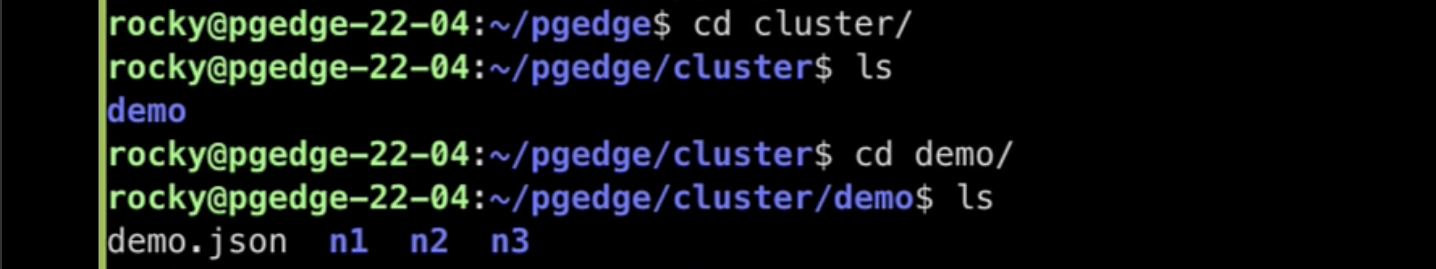 rocky@pgedge-22-04:~/pgedge$ cd cluster/
rocky@pgedge-22-04:~/pgedge/cluster$ ls
demo
rocky@pgedge-22-04:~/pgedge/cluster$ cd demo/
rocky@pgedge-22-04:~/pgedge/cluster/demo$ ls
demo.json  n1  n2  n3